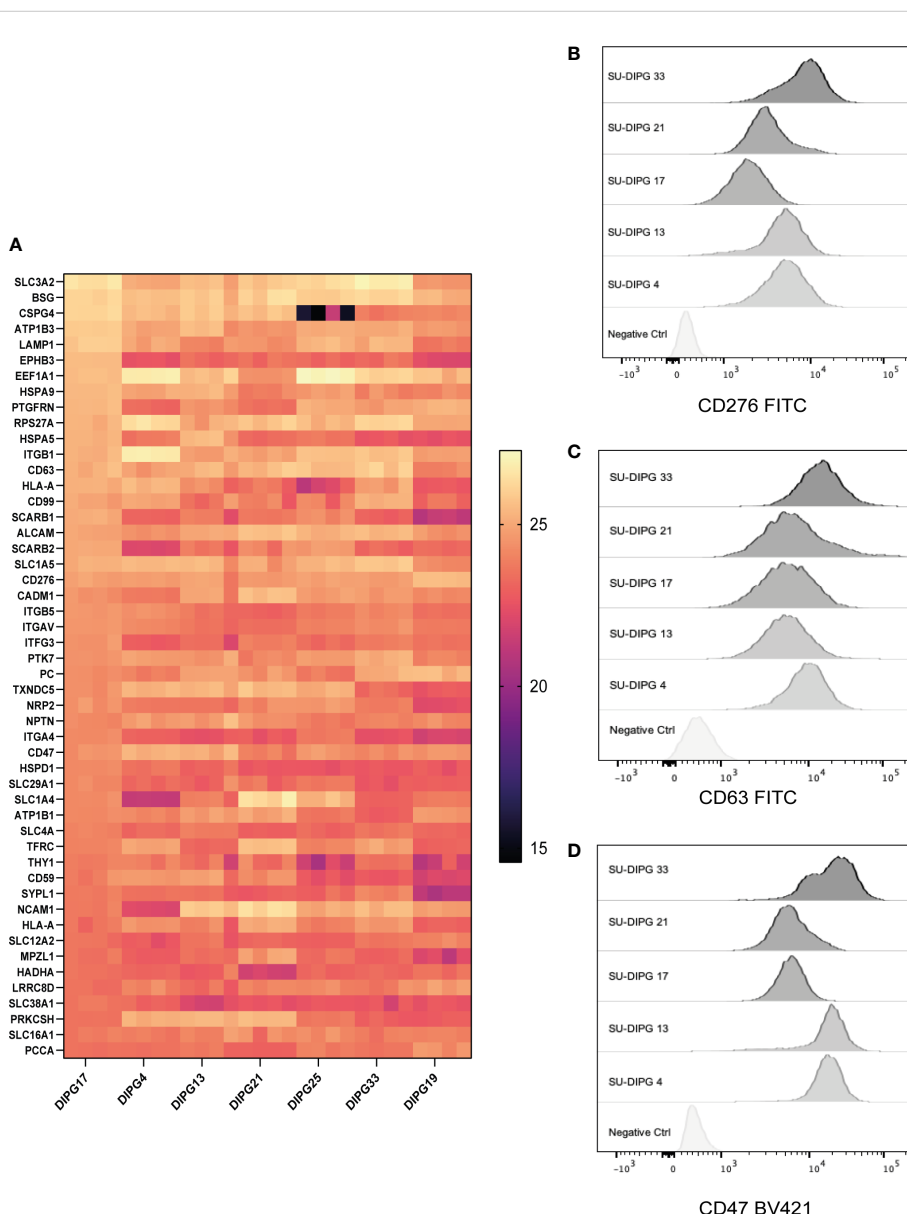 A
SLC3A2
BSG
CSPG4
ATP1B3
LAMP1
EPHB3
EEF1A1
HSPA9
PTGFRN
RPS27A
HSPA5
ITGB1
CD63
HLA-A
CD99
SCARB1
ALCAM
SCARB2
SLC1A5
CD276
CADM1
ITGB5
ITGAV
ITFG3
PTK7
PC
TXNDC5
NRP2
NPTN
ITGA4
CD47
HSPD1
SLC29A1
SLC1A4
ATP1B1
SLC4A
TFRC
THY1
CD59
SYPL1
NCAM1
HLA-A
SLC12A2
MPZL1
HADHA
LRRC8D
SLC38A1
PRKCSH
SLC16A1
PCCA
DIPG17 DIPG4 DIPG13 DIPG21 DIPG25 DIPG33 DIPG19
25
20
15
B
SU-DIPG 33
SU-DIPG 21
SU-DIPG 17
SU-DIPG 13
SU-DIPG 4
Negative Ctrl
-10³ 0 10³ 10⁴ 10⁵
CD276 FITC
C
SU-DIPG 33
SU-DIPG 21
SU-DIPG 17
SU-DIPG 13
SU-DIPG 4
Negative Ctrl
-10³ 0 10³ 10⁴ 10⁵
CD63 FITC
D
SU-DIPG 33
SU-DIPG 21
SU-DIPG 17
SU-DIPG 13
SU-DIPG 4
Negative Ctrl
-10³ 0 10³ 10⁴ 10⁵
CD47 BV421